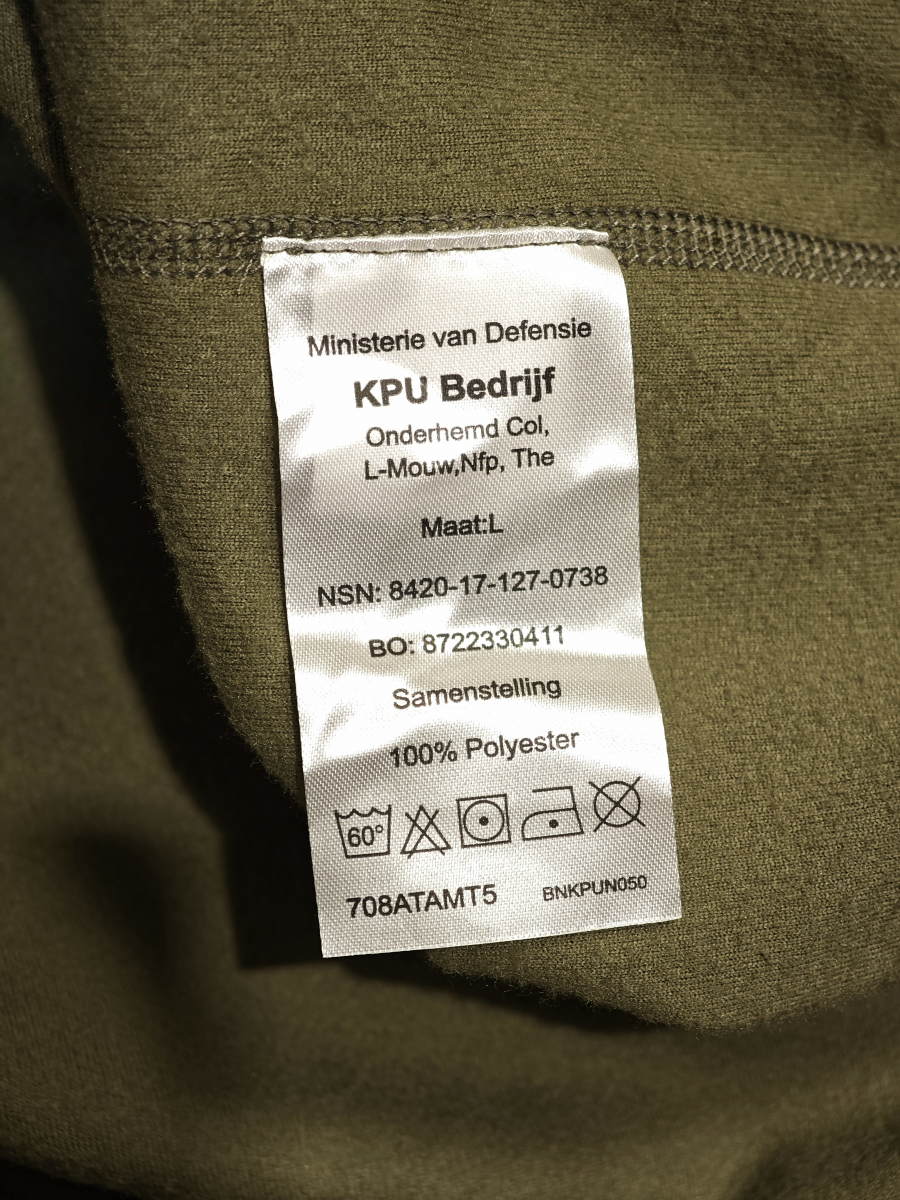 Ministerie van Defensie
KPU Bedrijf
Onderhemd Col,
L-Mouw,Nfp, The
Maat:L
NSN: 8420-17-127-0738
BO: 8722330411
Samenstelling
100% Polyester
60°
708ATAMT5 BNKPUN050